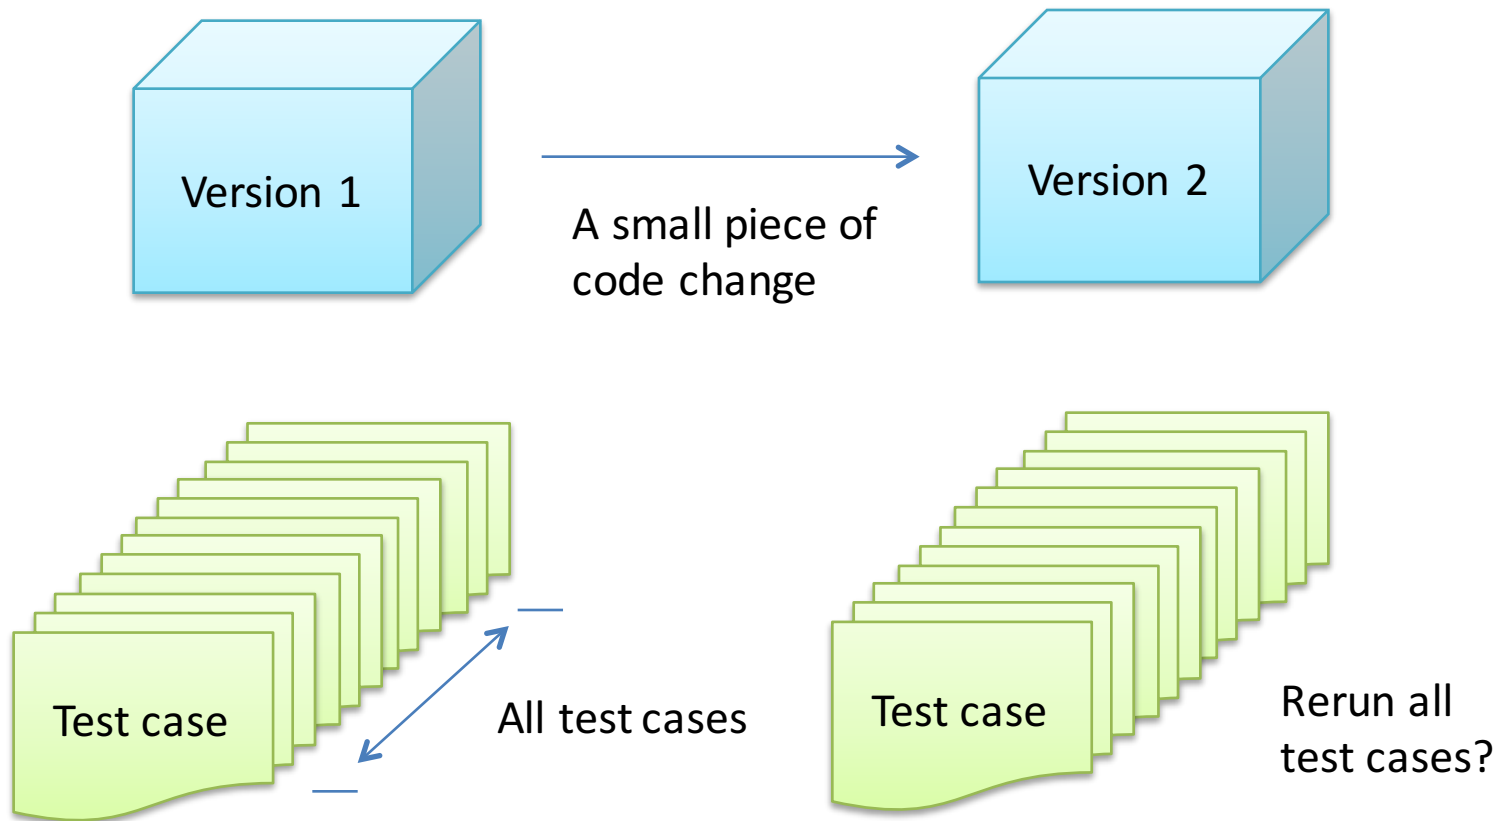 Version 1
A small piece of
code change
Version 2
Test case
All test cases
Test case
Rerun all
test cases?